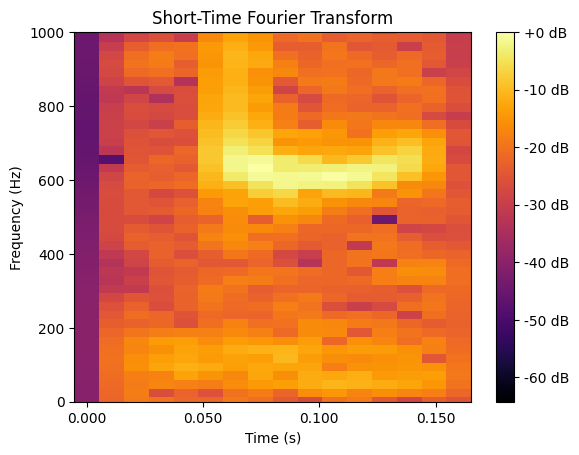 Short-Time Fourier Transform
1000
800
600
400
200
0
Frequency (Hz)
0.000
0.050
0.100
0.150
Time (s)
+0 dB
-10 dB
-20 dB
-30 dB
-40 dB
-50 dB
-60 dB